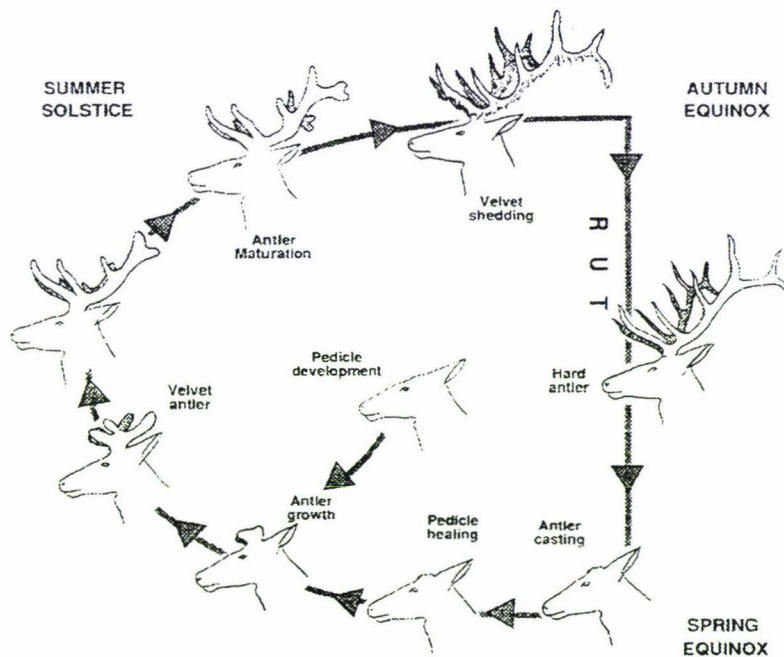 SUMMER
SOLSTICE
AUTUMN
EQUINOX
Velvet
shedding
Antler
Maturation
RUT
Pedicle
development
Hard
antler
Velvet
antler
Antler
growth
Pedicle
healing
Antler
casting
SPRING
EQUINOX